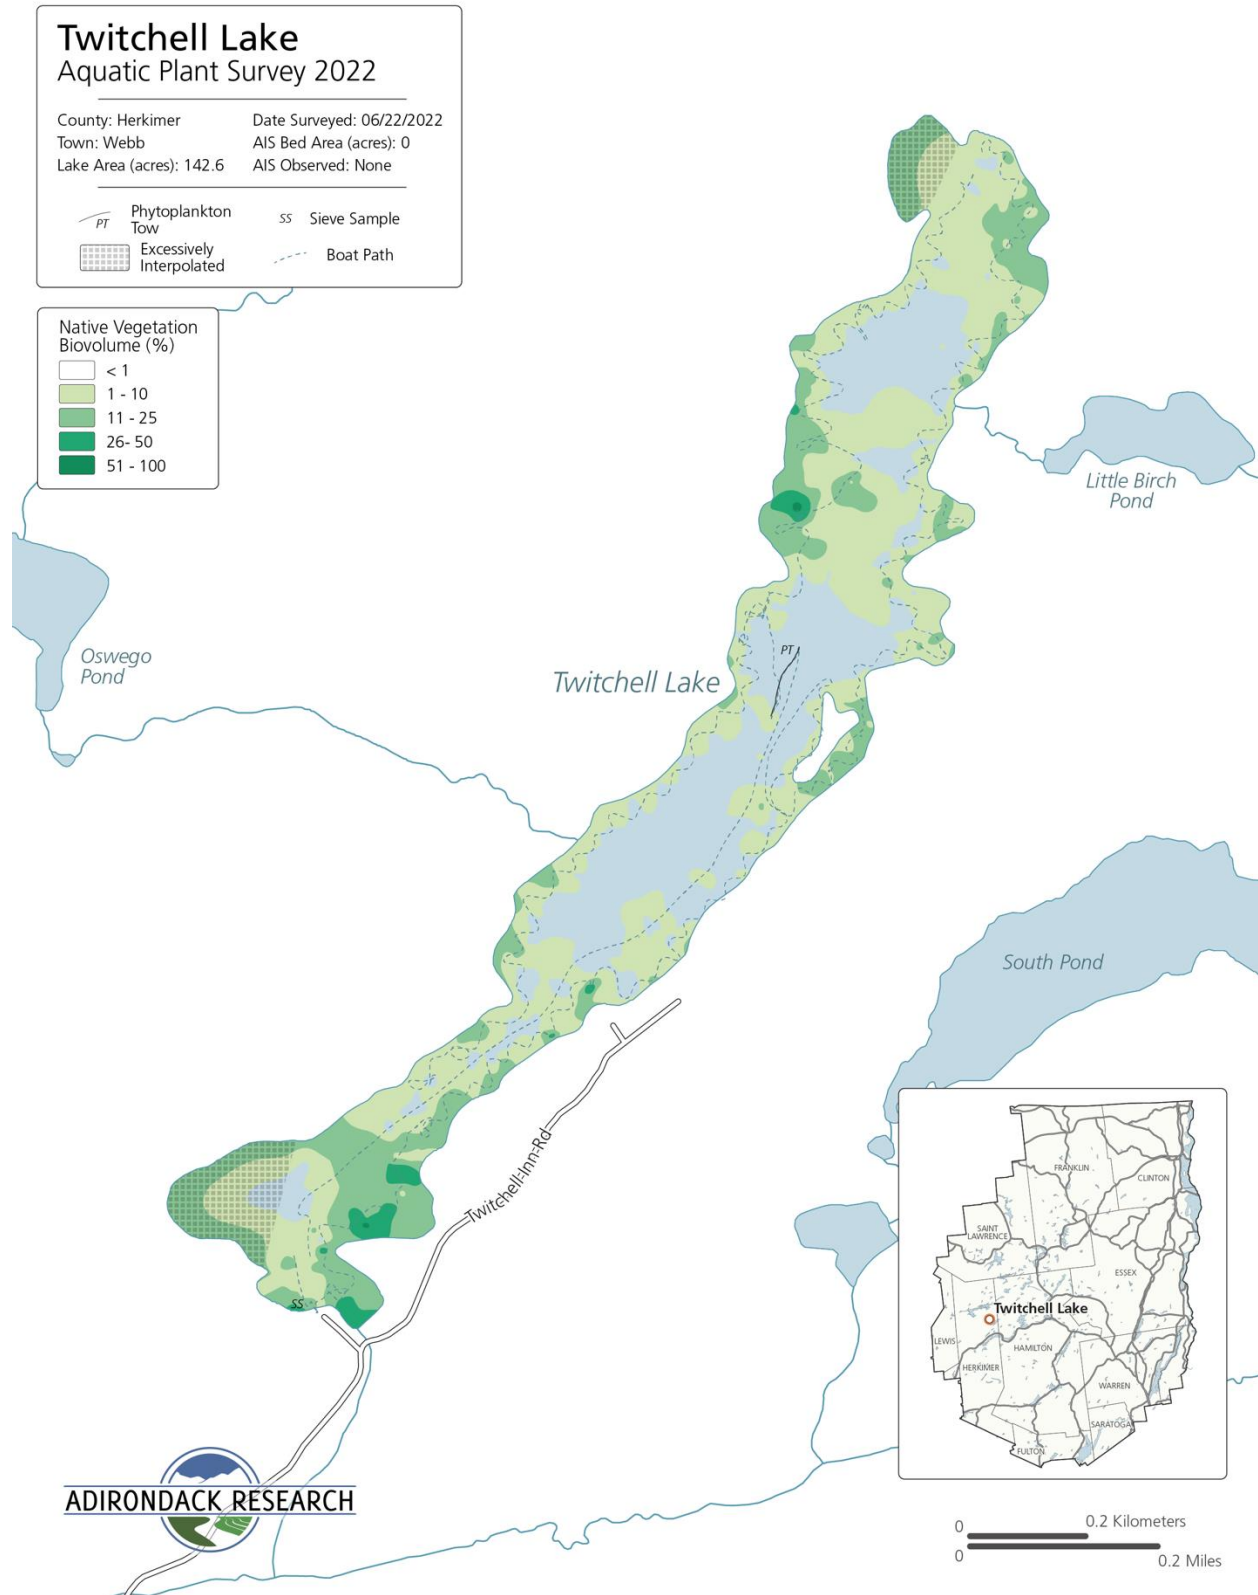 Twitchell Lake
Aquatic Plant Survey 2022
County: Herkimer
Date Surveyed: 06/22/2022
Town: Webb
AIS Bed Area (acres): 0
Lake Area (acres): 142.6
AIS Observed: None
PT
Phytoplankton
Tow
SS
Sieve Sample
Excessively
Interpolated
Boat Path
Native Vegetation
Biovolume (%)
< 1
1 - 10
11 - 25
26- 50
51 - 100
Little Birch
Pond
Oswego
Pond
PT
Twitchell Lake
South Pond
Twitchell-Inn-Rd
SS
FRANKLIN
CLINTON
SAINT
LAWRENCE
ESSEX
Twitchell Lake
LEWIS
HAMILTON
HERKIMER
WARREN
SARATOGA
FULTON
ADIRONDACK RESEARCH
0
0.2 Kilometers
0
0.2 Miles